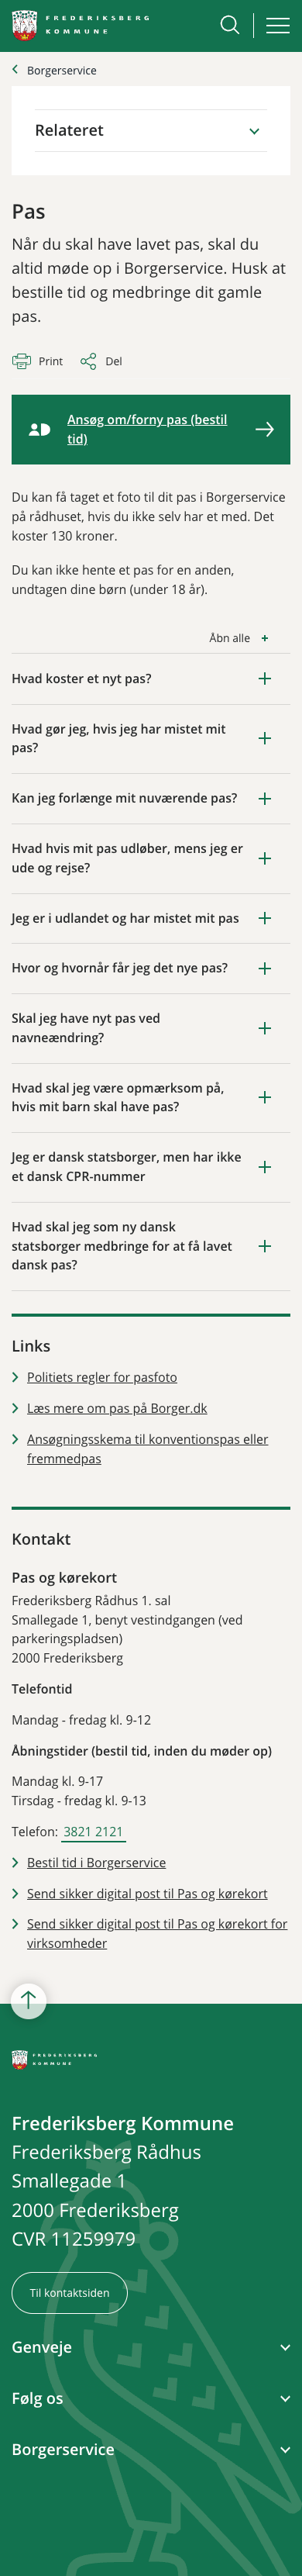 FREDERIKSBERG
KOMMUNE
Borgerservice
Relateret
Pas
Når du skal have lavet pas, skal du
altid møde op i Borgerservice. Husk at
bestille tid og medbringe dit gamle
pas.
Print
Del
Ansøg om/forny pas (bestil
tid)
Du kan få taget et foto til dit pas i Borgerservice
på rådhuset, hvis du ikke selv har et med. Det
koster 130 kroner.
Du kan ikke hente et pas for en anden,
undtagen dine børn (under 18 år).
Åbn alle +
Hvad koster et nyt pas?
Hvad gør jeg, hvis jeg har mistet mit
pas?
Kan jeg forlænge mit nuværende pas?
Hvad hvis mit pas udløber, mens jeg er
ude og rejse?
Jeg er i udlandet og har mistet mit pas
Hvor og hvornår får jeg det nye pas?
Skal jeg have nyt pas ved
navneændring?
Hvad skal jeg være opmærksom på,
hvis mit barn skal have pas?
Jeg er dansk statsborger, men har ikke
et dansk CPR-nummer
Hvad skal jeg som ny dansk
statsborger medbringe for at få lavet
dansk pas?
Links
Politiets regler for pasfoto
Læs mere om pas på Borger.dk
Ansøgningsskema til konventionspas eller
fremmedpas
Kontakt
Pas og kørekort
Frederiksberg Rådhus 1. sal
Smallegade 1, benyt vestindgangen (ved
parkeringspladsen)
2000 Frederiksberg
Telefontid
Mandag - fredag kl. 9-12
Åbningstider (bestil tid, inden du møder op)
Mandag kl. 9-17
Tirsdag - fredag kl. 9-13
Telefon: 3821 2121
Bestil tid i Borgerservice
Send sikker digital post til Pas og kørekort
Send sikker digital post til Pas og kørekort for
virksomheder
FREDERIKSBERG
KOMMUNE
Frederiksberg Kommune
Frederiksberg Rådhus
Smallegade 1
2000 Frederiksberg
CVR 11259979
Til kontaktsiden
Genveje
Følg os
Borgerservice